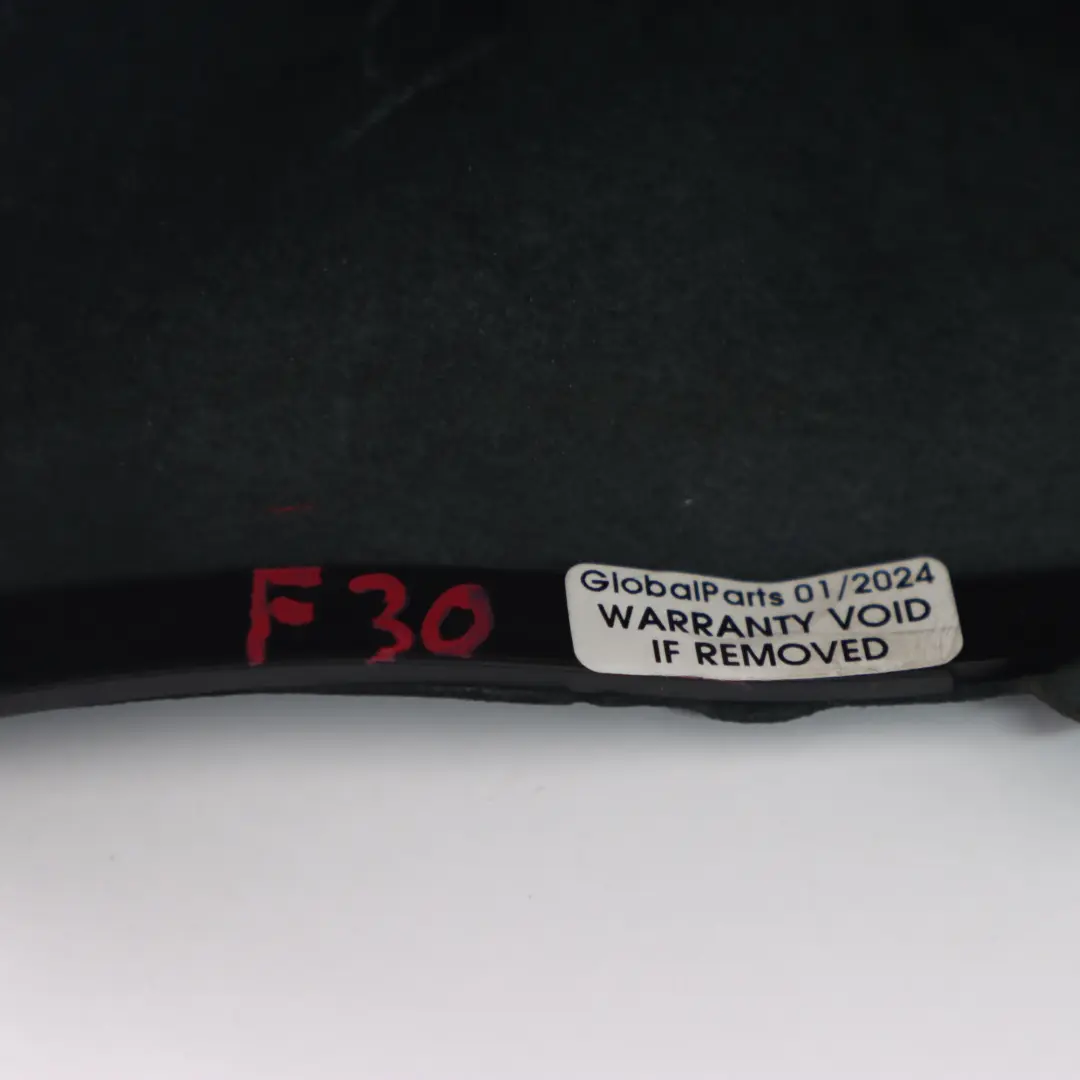 F30
GlobalParts 01/2024
WARRANTY VOID
IF REMOVED